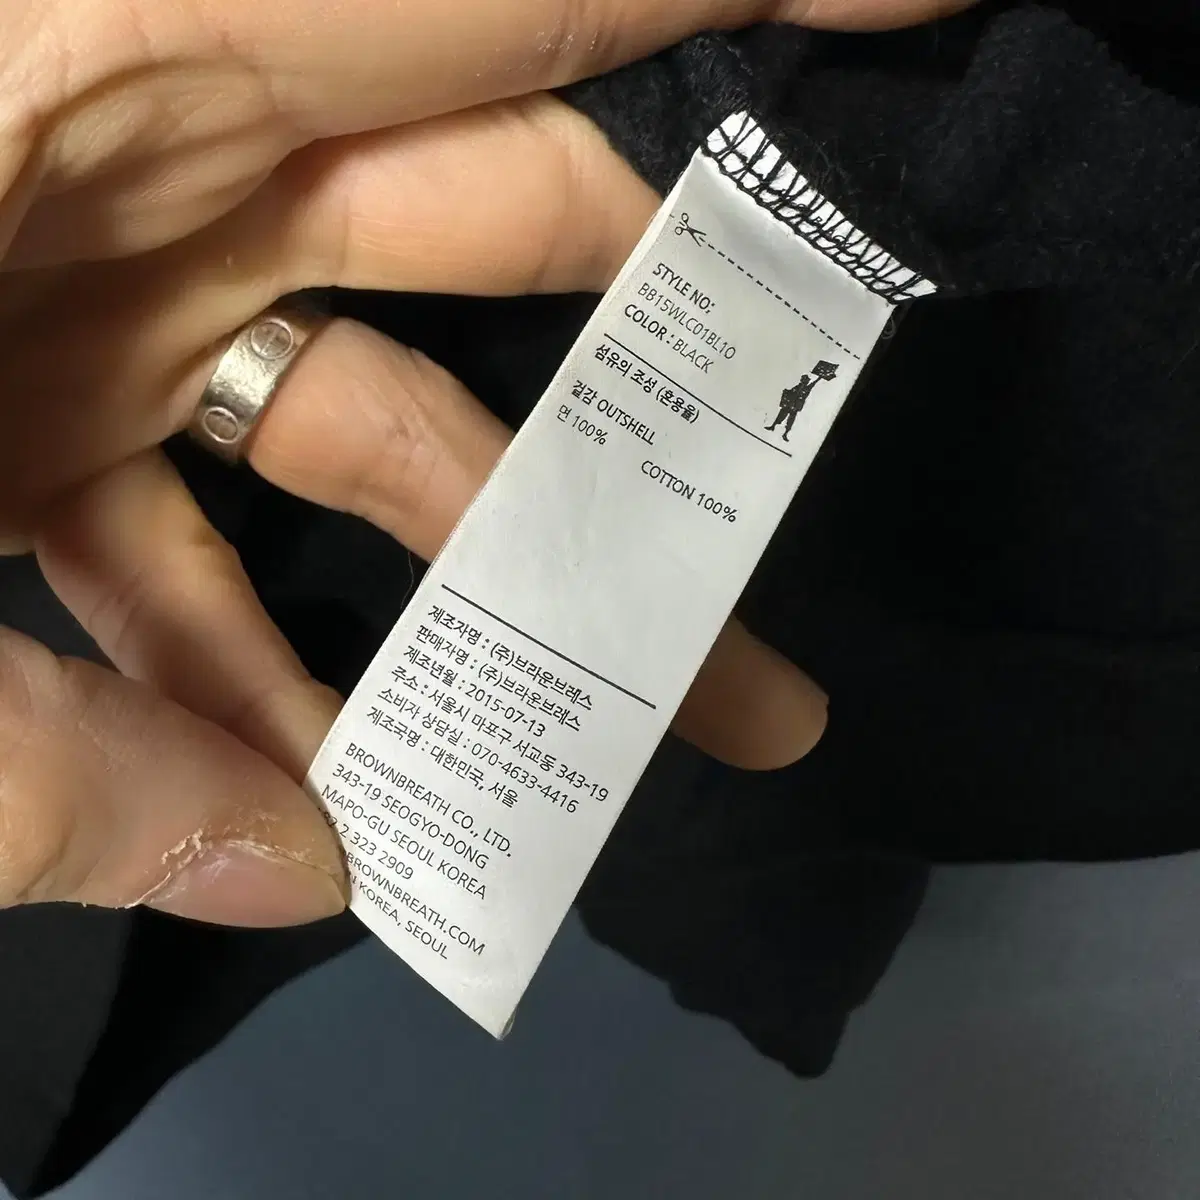 STYLE NO;
BB15WLC01BL10
COLOR : BLACK
섬유의 조성 (혼용율)
겉감 OUTSHELL
면 100%
COTTON 100%
제조자명 : (주)브라운브레스
판매자명 : (주)브라운브레스
제조년월 : 2015-07-13
주소 : 서울시 마포구 서교동 343-19
소비자 상담실 : 070-4633-4416
제조국명 : 대한민국, 서울
BROWNBREATH CO., LTD.
343-19 SEOGYO-DONG
MAPO-GU SEOUL KOREA
2 323 2909
BROWNBREATH.COM
KOREA, SEOUL